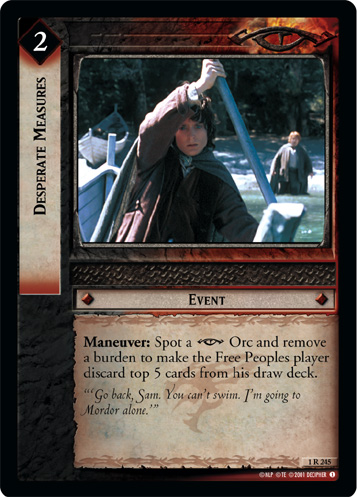 2
DESPERATE MEASURES
EVENT
Maneuver: Spot a Orc and remove
a burden to make the Free Peoples player
discard top 5 cards from his draw deck.
“‘Go back, Sam. You can’t swim. I’m going to
Mordor alone.’”
1 R 245
©NLP ™TE ™ © 2001 DECIPHER